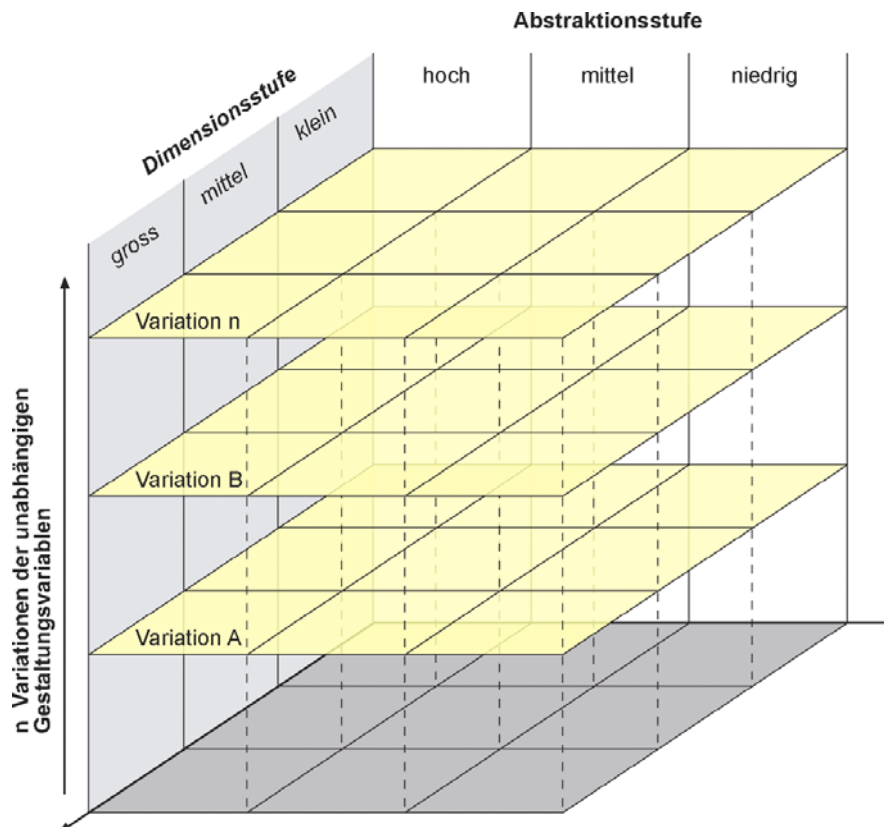 Abstraktionsstufe
hoch
mittel
niedrig
Dimensionsstufe
gross
mittel
klein
Variation n
Variation B
Variation A
n Variationen der unabhängigen
Gestaltungsvariablen